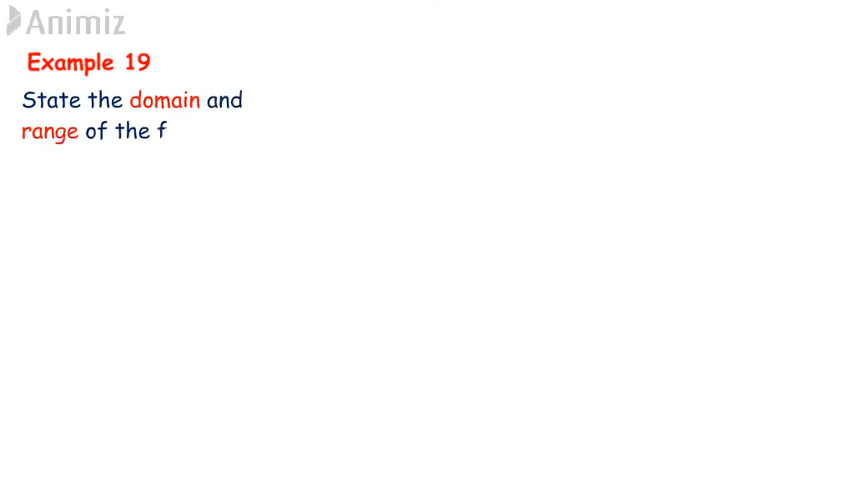 Animiz
Example 19
State the domain and
range of the f